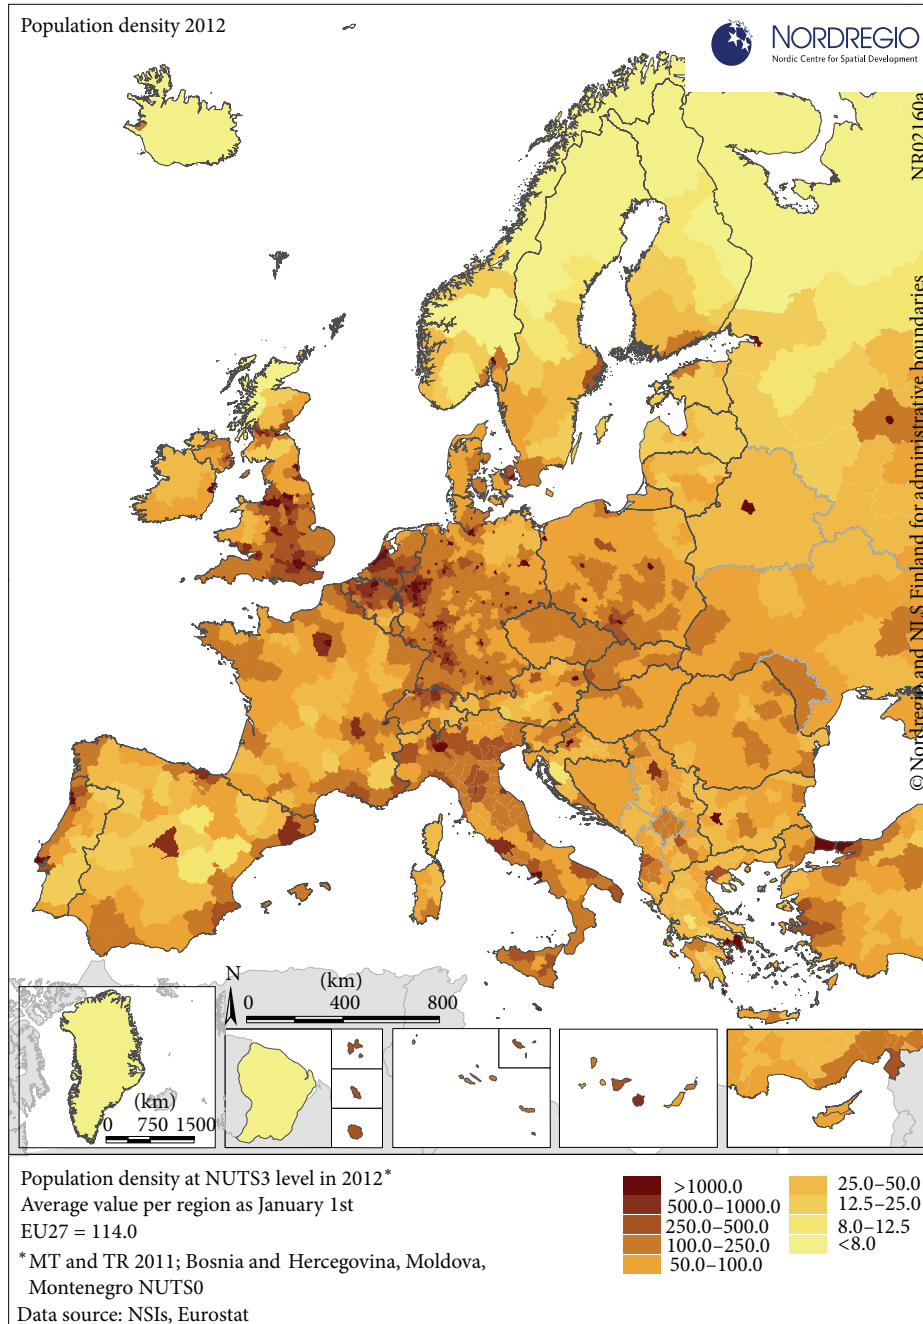 Population density 2012
NORDREGIO
Nordic Centre for Spatial Development
NR02160a
© Nordregio and NLS Finland for administrative boundaries
N
(km)
0 400 800
(km)
0 750 1500
Population density at NUTS3 level in 2012*
Average value per region as January 1st
EU27 = 114.0
*MT and TR 2011; Bosnia and Hercegovina, Moldova,
Montenegro NUTS0
Data source: NSIs, Eurostat
>1000.0
500.0–1000.0
250.0–500.0
100.0–250.0
50.0–100.0
25.0–50.0
12.5–25.0
8.0–12.5
<8.0